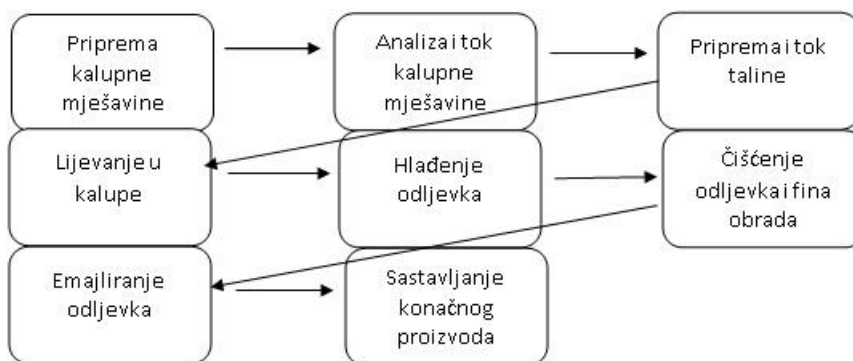 Priprema
kalupne
mješavine
Analiza i tok
kalupne
mješavine
Priprema i tok
taline
Lijevanje u
kalupe
Hlađenje
odljevka
Čišćenje
odljevka i fina
obrada
Emajliranje
odljevka
Sastavljanje
konačnog
proizvoda